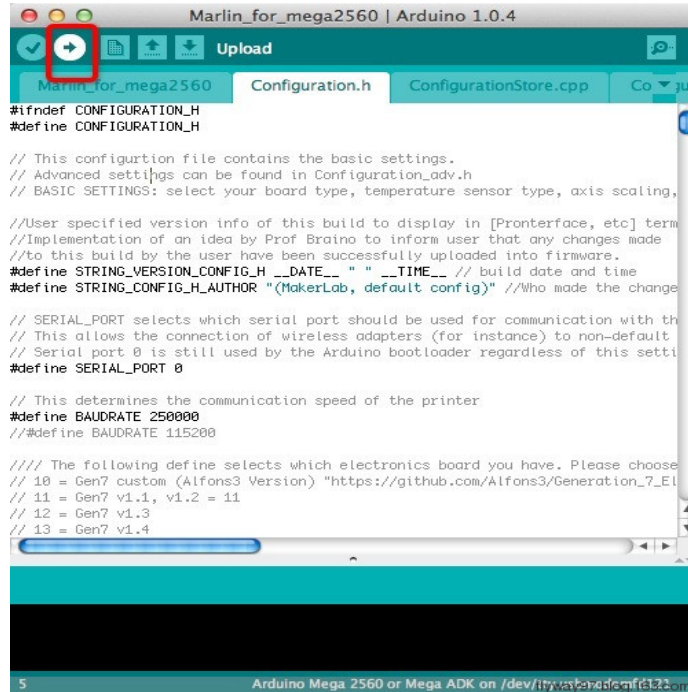 Marlin_for_mega2560 | Arduino 1.0.4
Upload
Marlin_for_mega2560 Configuration.h ConfigurationStore.cpp Co
#ifndef CONFIGURATION_H
#define CONFIGURATION_H
// This configurtion file contains the basic settings.
// Advanced settings can be found in Configuration_adv.h
// BASIC SETTINGS: select your board type, temperature sensor type, axis scaling,
//User specified version info of this build to display in [Pronterface, etc] term
//Implementation of an idea by Prof Braino to inform user that any changes made
//to this build by the user have been successfully uploaded into firmware.
#define STRING_VERSION_CONFIG_H __DATE__ " " __TIME__ // build date and time
#define STRING_CONFIG_H_AUTHOR "(MakerLab, default config)" //Who made the change
// SERIAL_PORT selects which serial port should be used for communication with th
// This allows the connection of wireless adapters (for instance) to non-default
// Serial port 0 is still used by the Arduino bootloader regardless of this setti
#define SERIAL_PORT 0
// This determines the communication speed of the printer
#define BAUDRATE 250000
//#define BAUDRATE 115200
//// The following define selects which electronics board you have. Please choose
// 10 = Gen7 custom (Alfons3 Version) "https://github.com/Alfons3/Generation_7_El
// 11 = Gen7 v1.1, v1.2 = 11
// 12 = Gen7 v1.3
// 13 = Gen7 v1.4
5 Arduino Mega 2560 or Mega ADK on